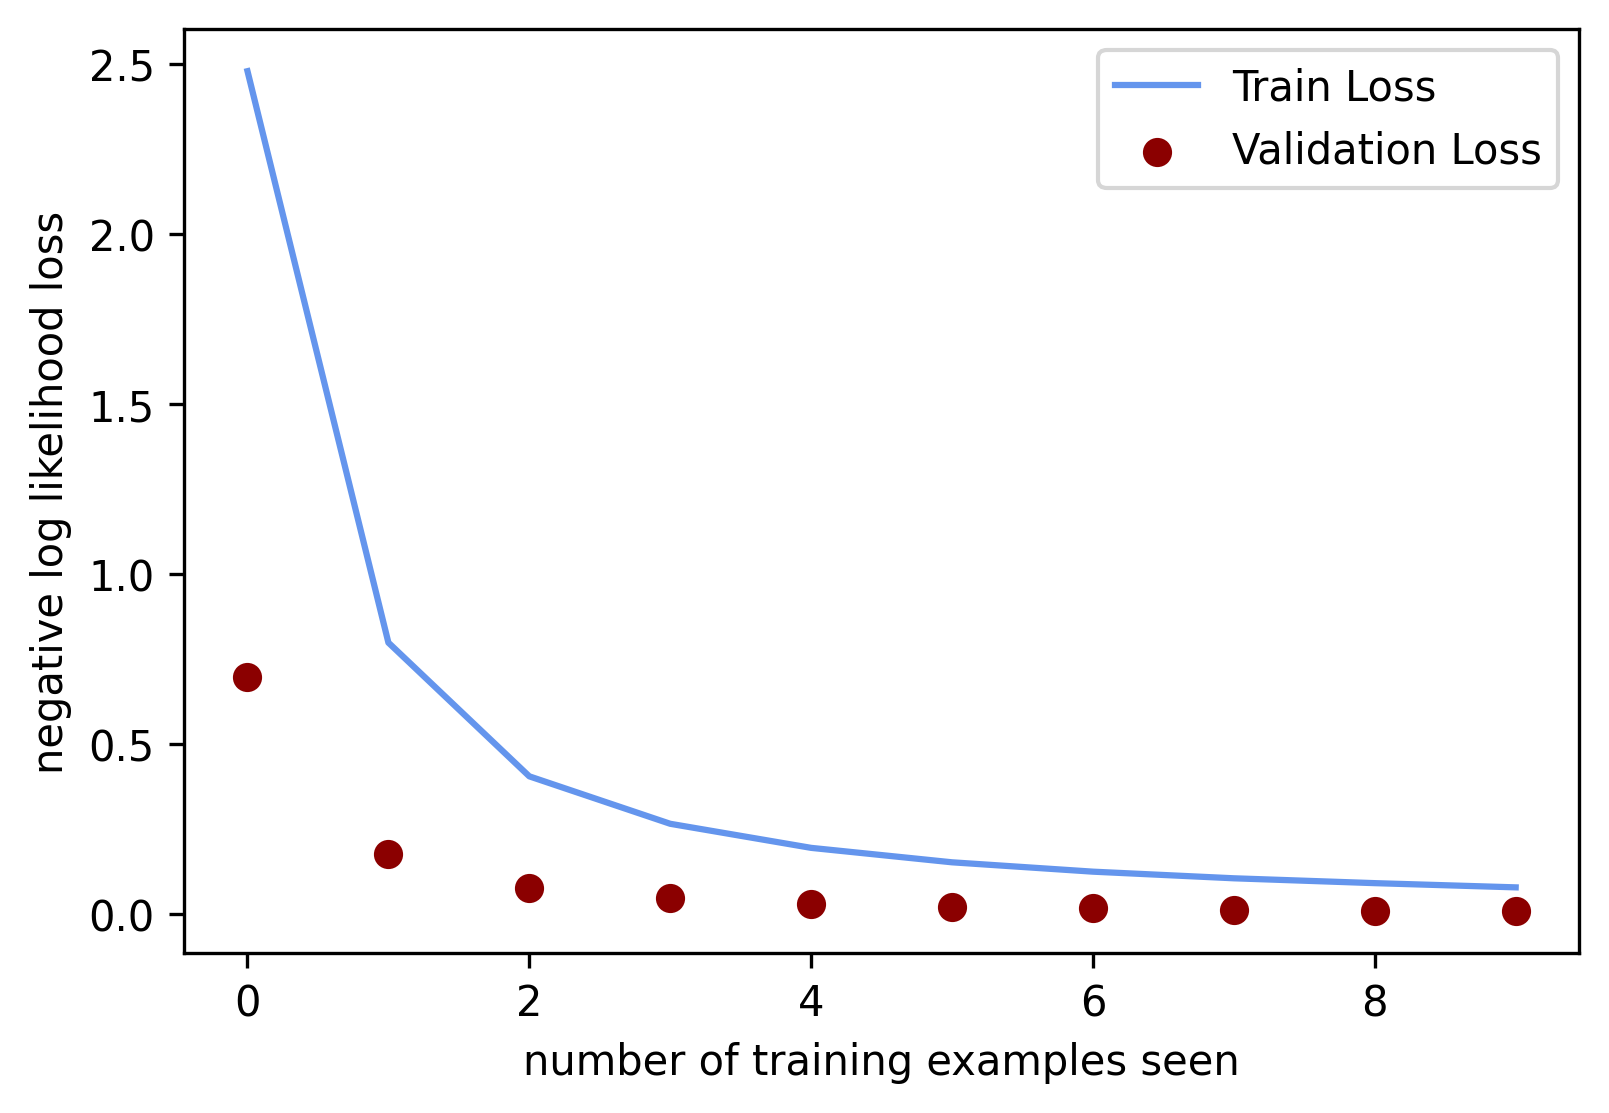 Train Loss
Validation Loss
2.5
2.0
1.5
1.0
0.5
0.0
negative log likelihood loss
0 2 4 6 8
number of training examples seen